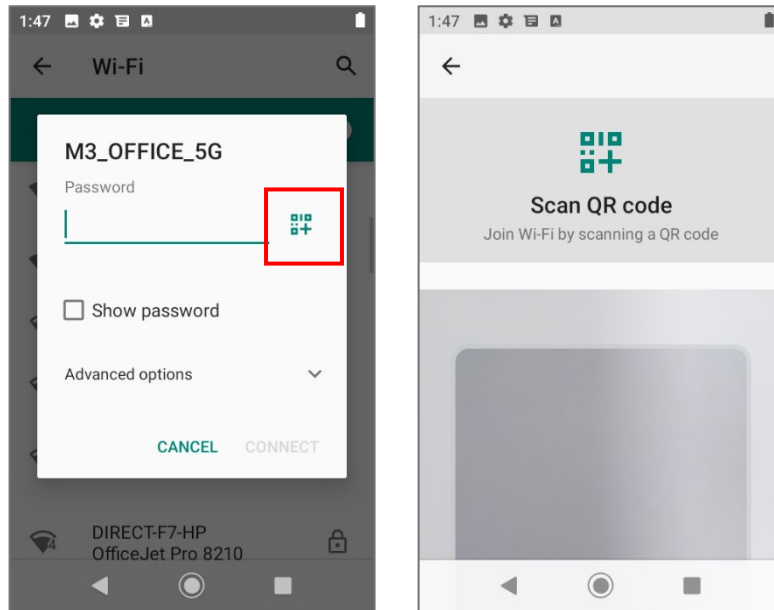 1:47
Wi-Fi
M3_OFFICE_5G
Password
Show password
Advanced options
CANCEL CONNECT
DIRECT-F7-HP
OfficeJet Pro 8210
1:47
Scan QR code
Join Wi-Fi by scanning a QR code